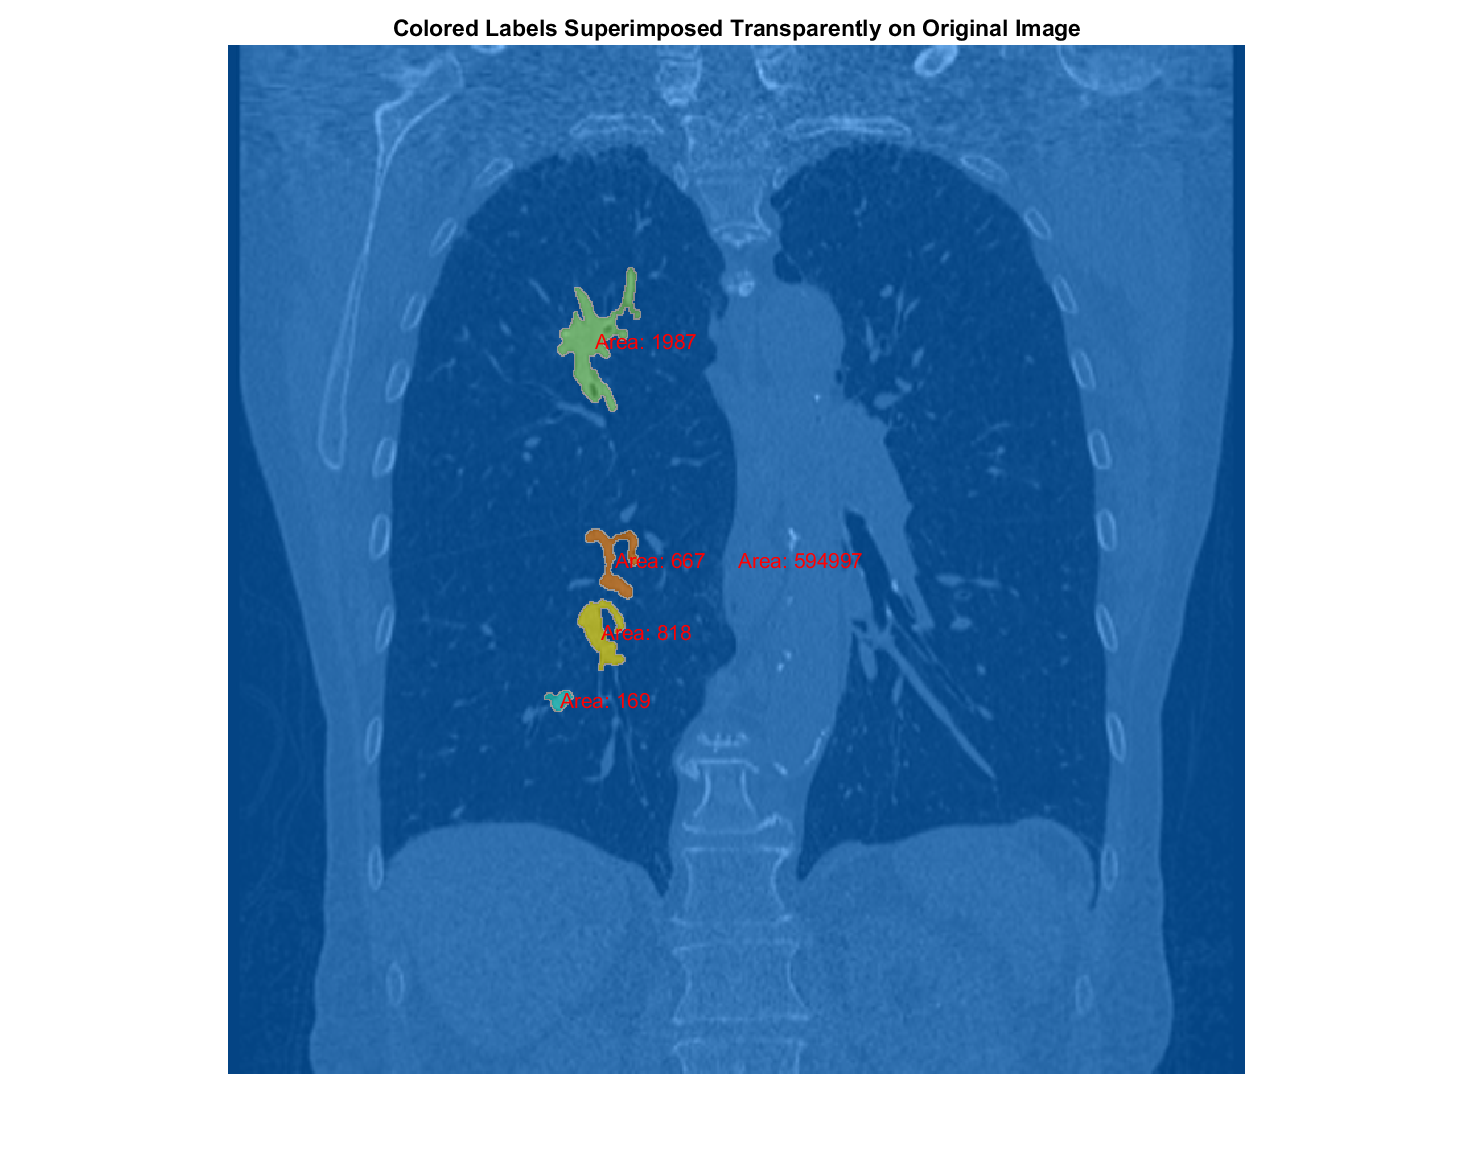 Colored Labels Superimposed Transparently on Original Image
Area: 1987
Area: 667
Area: 594997
Area: 818
Area: 169